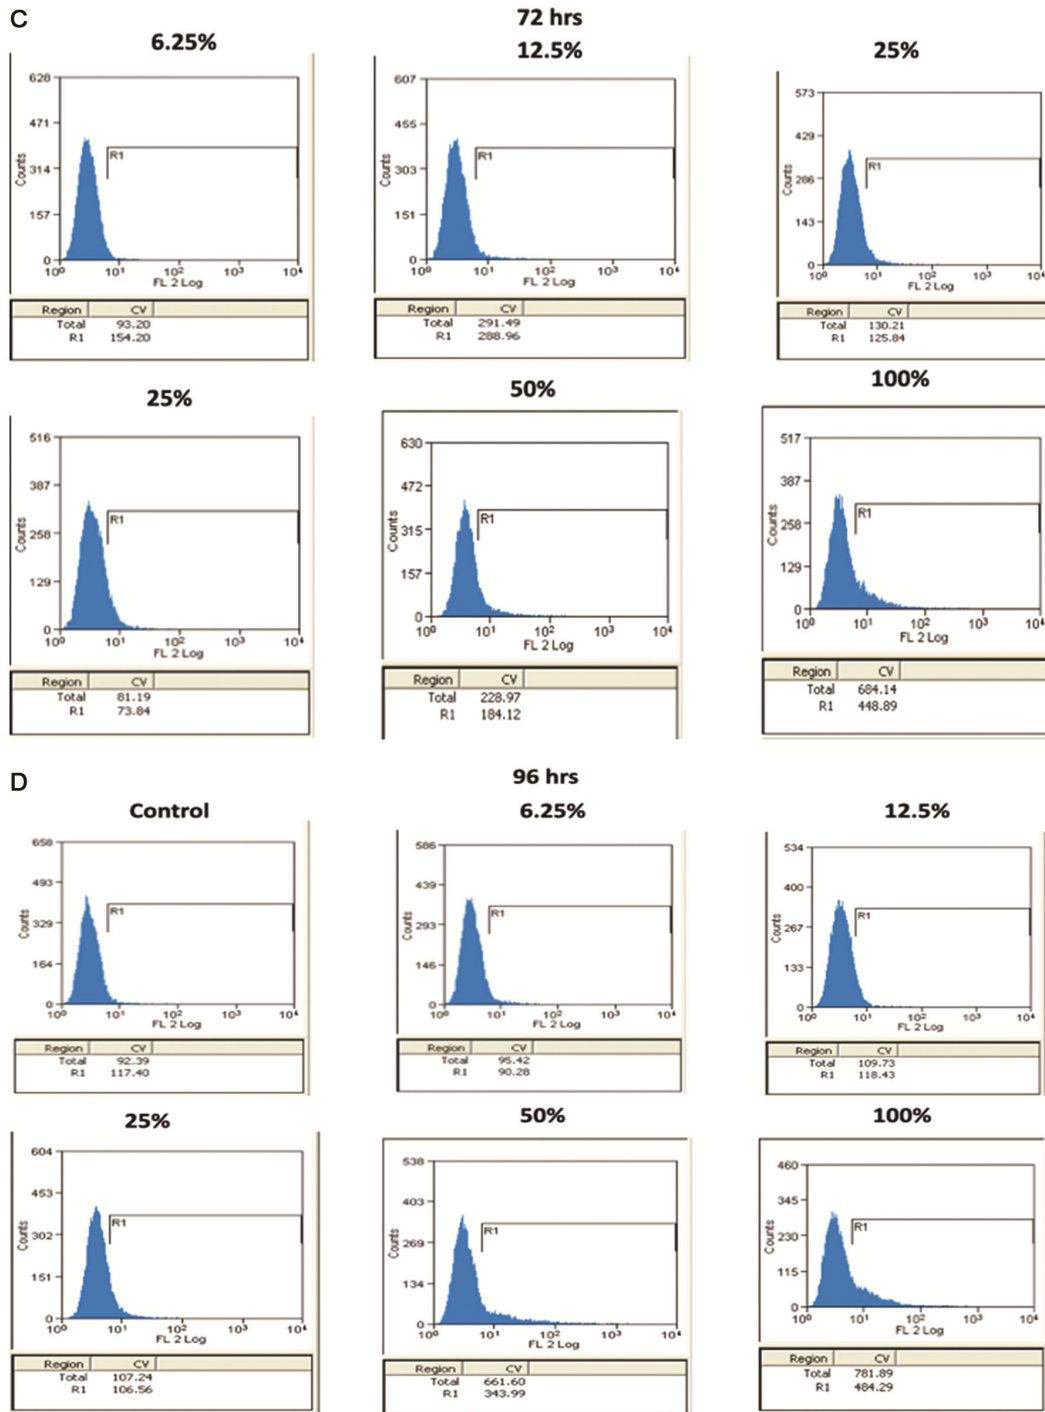 C
72 hrs
6.25%
12.5%
25%
628
471
314
157
0
Counts
R1
10⁰ 10¹ 10² 10³ 10⁴
FL 2 Log
Region CV
Total 93.20
R1 154.20
607
455
303
151
0
Counts
R1
10⁰ 10¹ 10² 10³ 10⁴
FL 2 Log
Region CV
Total 291.49
R1 288.96
573
429
286
143
0
Counts
R1
10⁰ 10¹ 10² 10³ 10⁴
FL 2 Log
Region CV
Total 130.21
R1 125.84
25%
50%
100%
516
387
258
129
0
Counts
R1
10⁰ 10¹ 10² 10³ 10⁴
FL 2 Log
Region CV
Total 81.19
R1 73.84
630
472
315
157
0
Counts
R1
10⁰ 10¹ 10² 10³ 10⁴
FL 2 Log
Region CV
Total 228.97
R1 184.12
517
387
258
129
0
Counts
R1
10⁰ 10¹ 10² 10³ 10⁴
FL 2 Log
Region CV
Total 684.14
R1 448.89
D
96 hrs
Control
6.25%
12.5%
658
493
329
164
0
Counts
R1
10⁰ 10¹ 10² 10³ 10⁴
FL 2 Log
Region CV
Total 92.39
R1 117.40
586
439
293
146
0
Counts
R1
10⁰ 10¹ 10² 10³ 10⁴
FL 2 Log
Region CV
Total 95.42
R1 90.28
534
400
267
133
0
Counts
R1
10⁰ 10¹ 10² 10³ 10⁴
FL 2 Log
Region CV
Total 109.73
R1 118.43
25%
50%
100%
604
453
302
151
0
Counts
R1
10⁰ 10¹ 10² 10³ 10⁴
FL 2 Log
Region CV
Total 107.24
R1 106.56
538
403
269
134
0
Counts
R1
10⁰ 10¹ 10² 10³ 10⁴
FL 2 Log
Region CV
Total 661.60
R1 343.99
460
345
230
115
0
Counts
R1
10⁰ 10¹ 10² 10³ 10⁴
FL 2 Log
Region CV
Total 781.89
R1 484.29